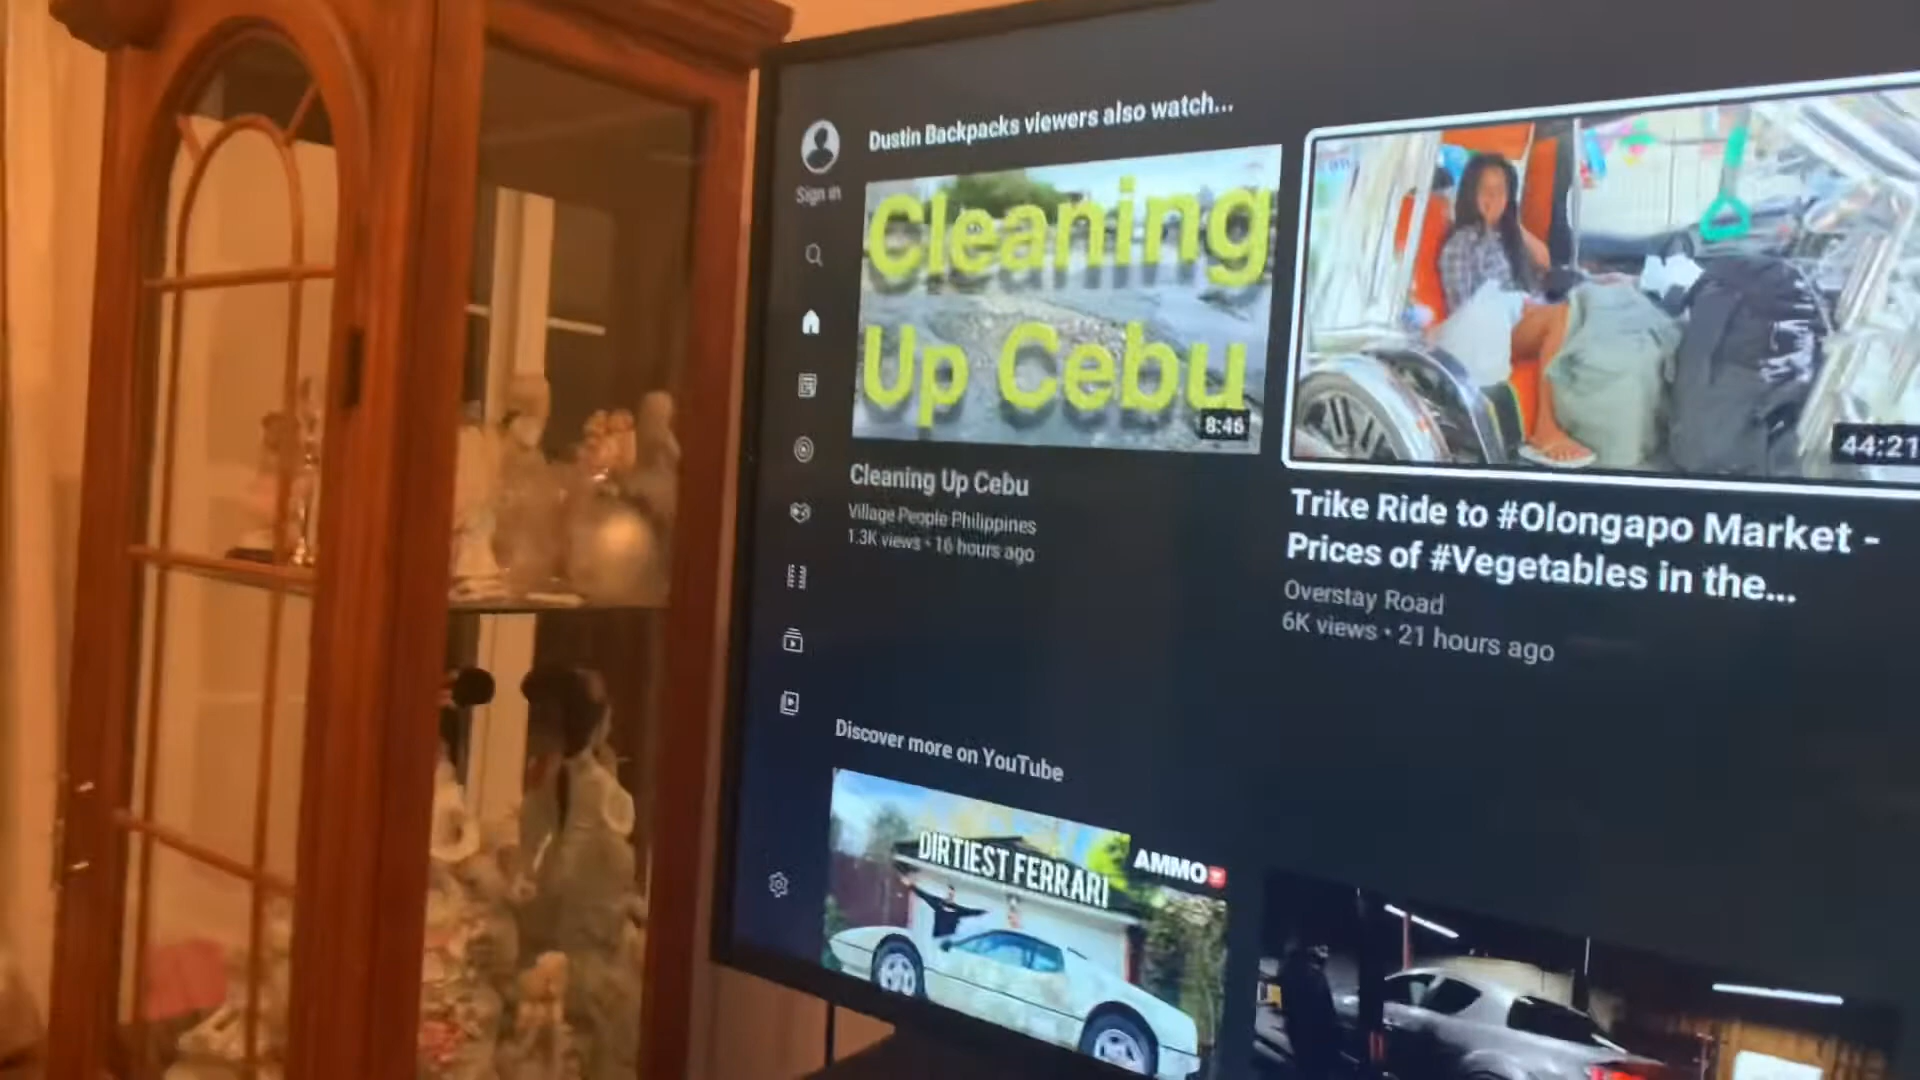 Dustin Backpacks viewers also watch...
Sign in
Cleaning
Up Cebu
8:46
Cleaning Up Cebu
Village People Philippines
1.3K views • 16 hours ago
44:21
Trike Ride to #Olongapo Market -
Prices of #Vegetables in the...
Overstay Road
6K views • 21 hours ago
Discover more on YouTube
DIRTIEST FERRARI
AMMO